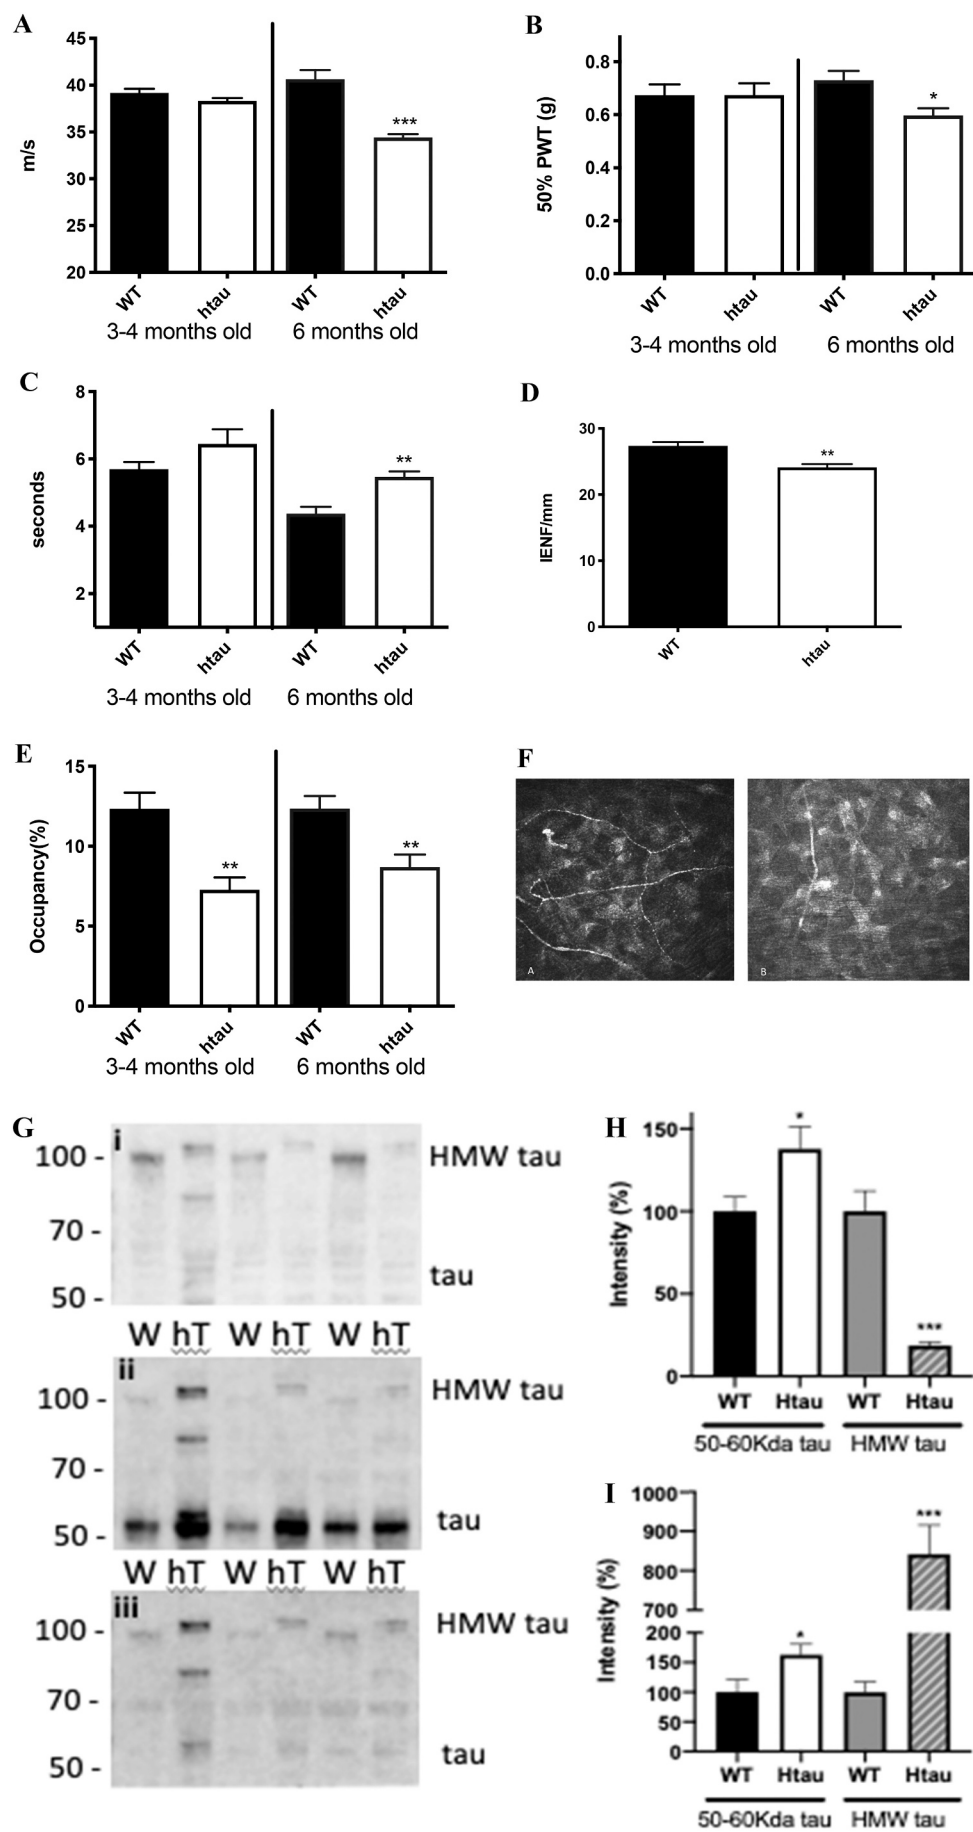 A
45
40
35
30
25
20
m/s
***
WT
htau
WT
htau
3-4 months old
6 months old
B
0.8
0.6
0.4
0.2
0.0
50% PWT (g)
*
WT
htau
WT
htau
3-4 months old
6 months old
C
8
6
4
2
seconds
**
WT
htau
WT
htau
3-4 months old
6 months old
D
30
20
10
0
IENF/mm
**
WT
htau
E
15
10
5
0
Occupancy(%)
**
**
WT
htau
WT
htau
3-4 months old
6 months old
F
A
B
G
i
100 -
HMW tau
70 -
tau
50 -
W hT W hT W hT
ii
100 -
HMW tau
70 -
tau
50 -
W hT W hT W hT
iii
100 -
HMW tau
70 -
tau
50 -
H
150
100
50
0
Intensity (%)
*
***
WT Htau WT Htau
50-60Kda tau HMW tau
I
1000
900
800
700
200
150
100
50
0
Intensity (%)
*
***
WT Htau WT Htau
50-60Kda tau HMW tau